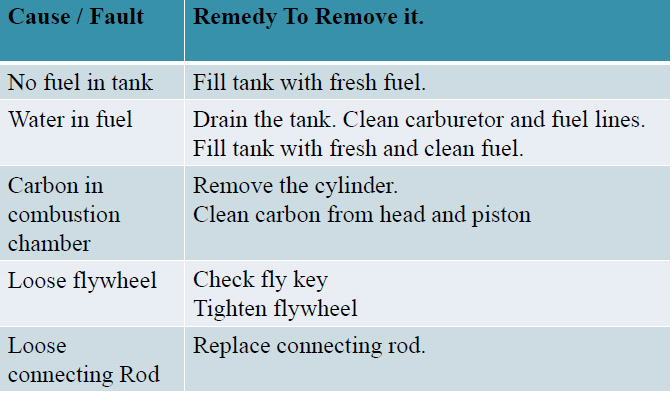 Cause / Fault
Remedy To Remove it.
No fuel in tank
Fill tank with fresh fuel.
Water in fuel
Drain the tank. Clean carburetor and fuel lines.
Fill tank with fresh and clean fuel.
Carbon in
combustion
chamber
Remove the cylinder.
Clean carbon from head and piston
Loose flywheel
Check fly key
Tighten flywheel
Loose
connecting Rod
Replace connecting rod.